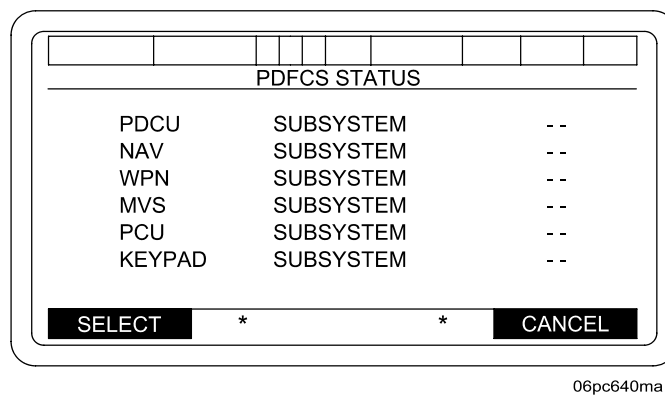 PDFCS STATUS
PDCU SUBSYSTEM - -
NAV SUBSYSTEM - -
WPN SUBSYSTEM - -
MVS SUBSYSTEM - -
PCU SUBSYSTEM - -
KEYPAD SUBSYSTEM - -
SELECT * * CANCEL
06pc640ma